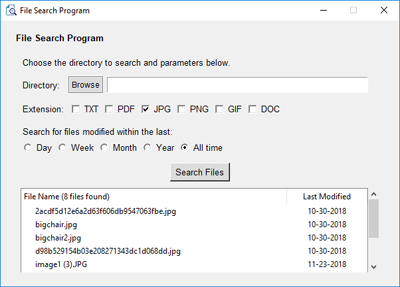 File Search Program
File Search Program
Choose the directory to search and parameters below.
Directory: Browse
Extension: TXT PDF JPG PNG GIF DOC
Search for files modified within the last:
Day Week Month Year All time
Search Files
File Name (8 files found) Last Modified
2acdf5d12e6a2d63f606db9547063fbe.jpg 10-30-2018
bigchair.jpg 10-30-2018
bigchair2.jpg 10-30-2018
d98b529154b03e208271343dc1d068dd.jpg 10-30-2018
image1 (3).JPG 11-23-2018